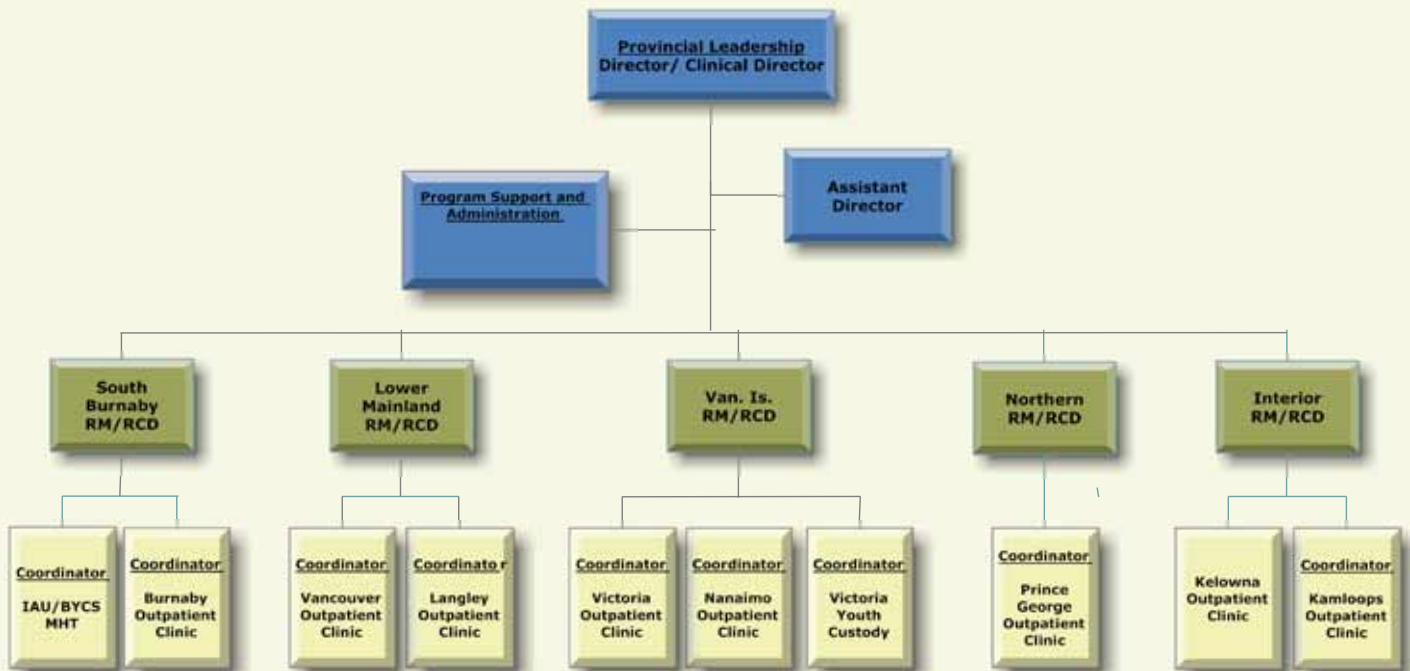 Provincial Leadership
Director/ Clinical Director
Assistant
Director
Program Support and
Administration
South
Burnaby
RM/RCD
Lower
Mainland
RM/RCD
Van. Is.
RM/RCD
Northern
RM/RCD
Interior
RM/RCD
Coordinator
IAU/BYCS
MHT
Coordinator
Burnaby
Outpatient
Clinic
Coordinator
Vancouver
Outpatient
Clinic
Coordinator
Langley
Outpatient
Clinic
Coordinator
Victoria
Outpatient
Clinic
Coordinator
Nanaimo
Outpatient
Clinic
Coordinator
Victoria
Youth
Custody
Coordinator
Prince
George
Outpatient
Clinic
Kelowna
Outpatient
Clinic
Coordinator
Kamloops
Outpatient
Clinic